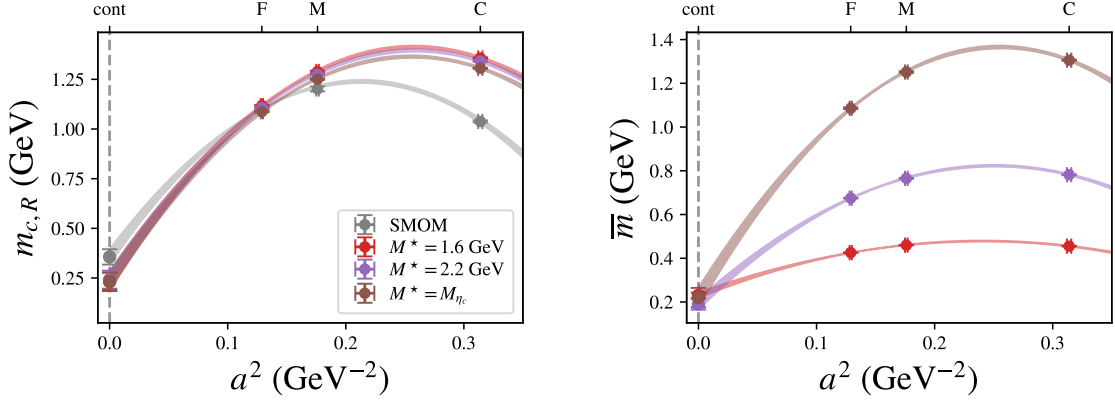 cont F M C
1.25
1.00
0.75
0.50
0.25
m_{c,R} (GeV)
SMOM
M^⋆ = 1.6 GeV
M^⋆ = 2.2 GeV
M^⋆ = M_{η_c}
0.0 0.1 0.2 0.3
a² (GeV⁻²)
cont F M C
1.4
1.2
1.0
0.8
0.6
0.4
0.2
m̅ (GeV)
0.0 0.1 0.2 0.3
a² (GeV⁻²)